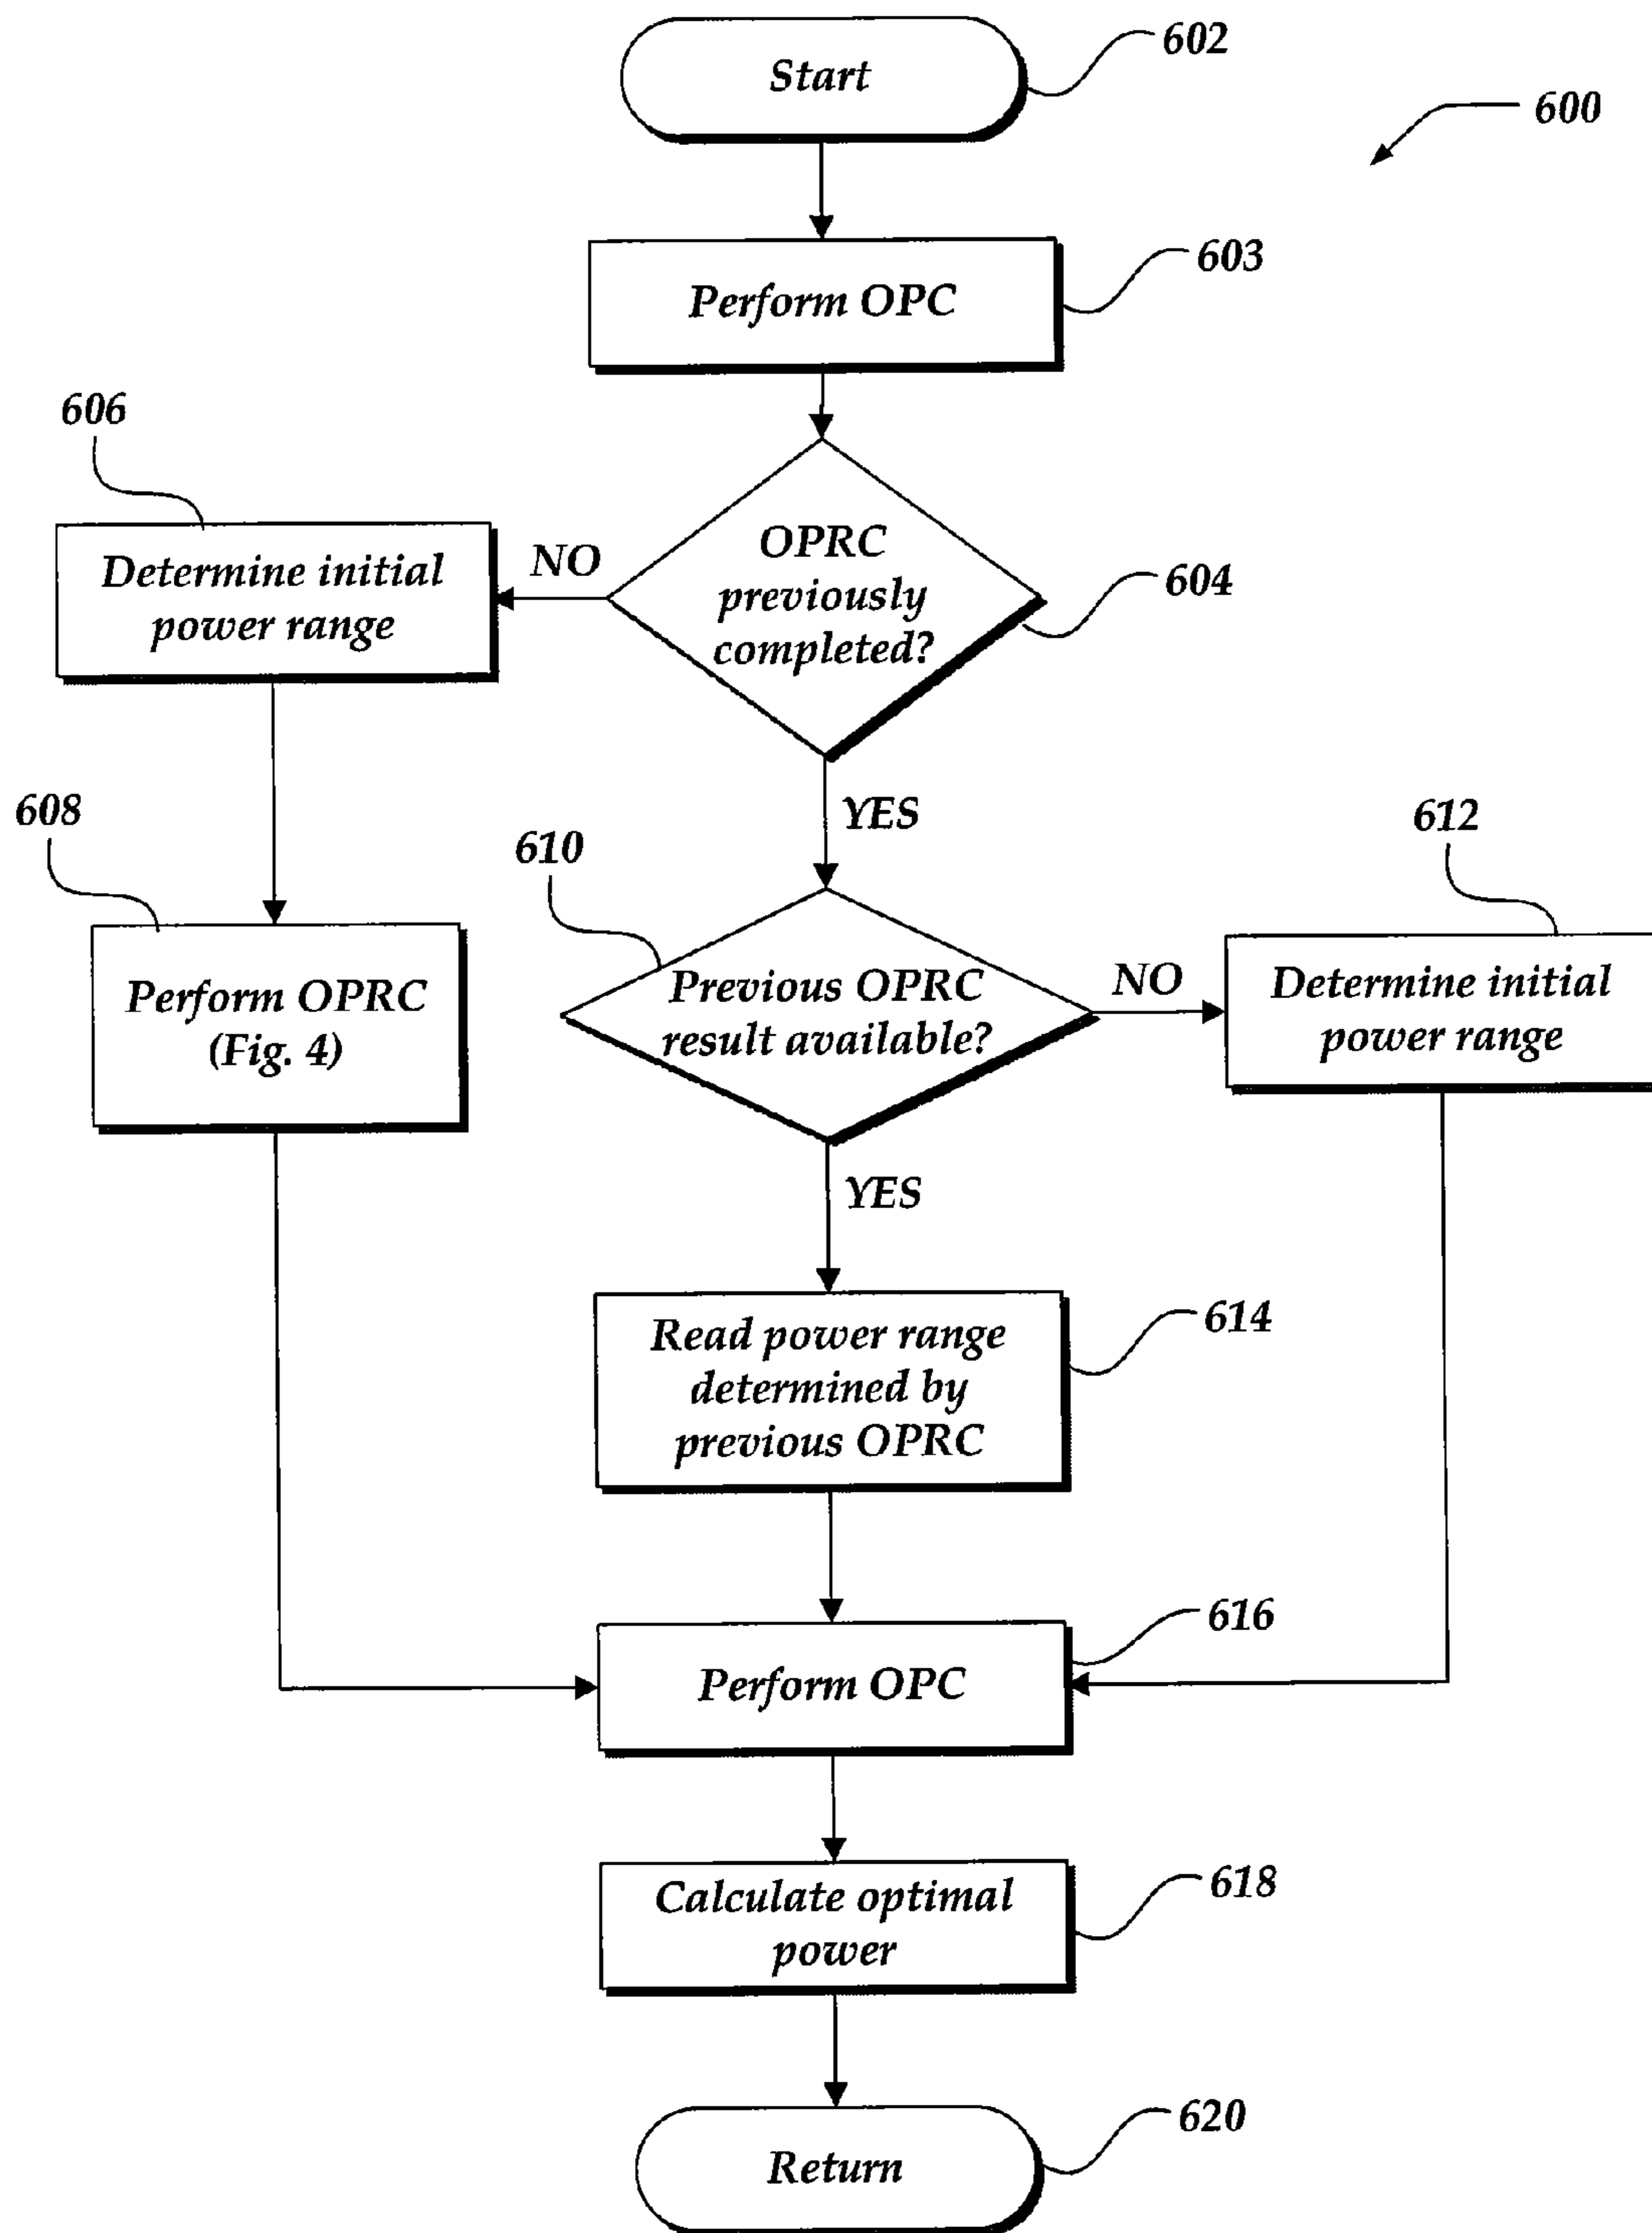 Start
602
600
Perform OPC
603
606
Determine initial
power range
NO
OPRC
previously
completed?
604
YES
608
Perform OPRC
(Fig. 4)
610
Previous OPRC
result available?
NO
612
Determine initial
power range
YES
Read power range
determined by
previous OPRC
614
Perform OPC
616
Calculate optimal
power
618
Return
620